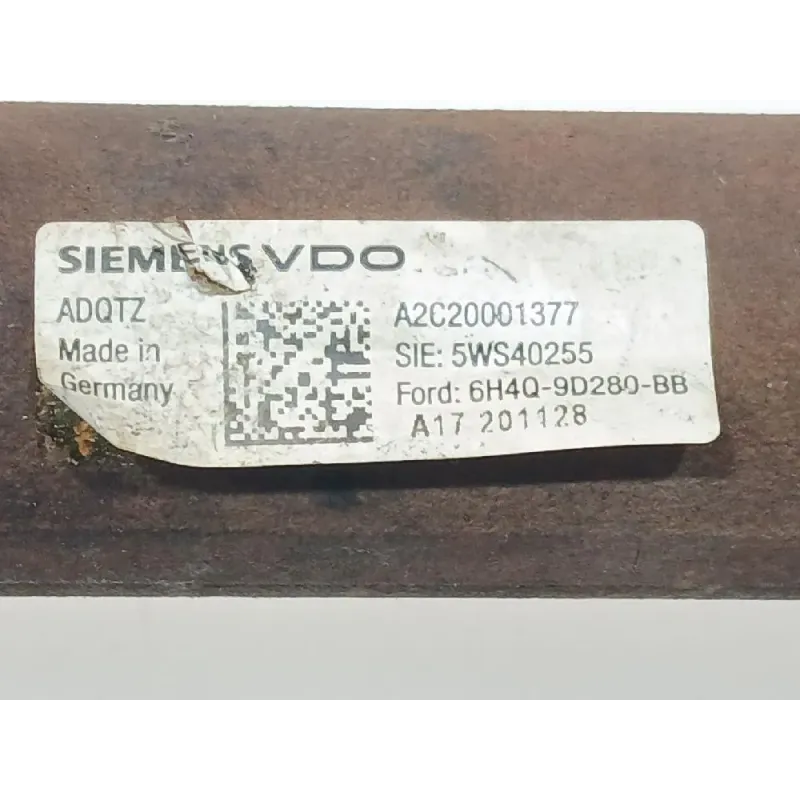 SIEMENS VDO
ADQTZ
Made in
Germany
A2C20001377
SIE: 5WS40255
Ford: 6H4Q-9D280-BB
A17 201128